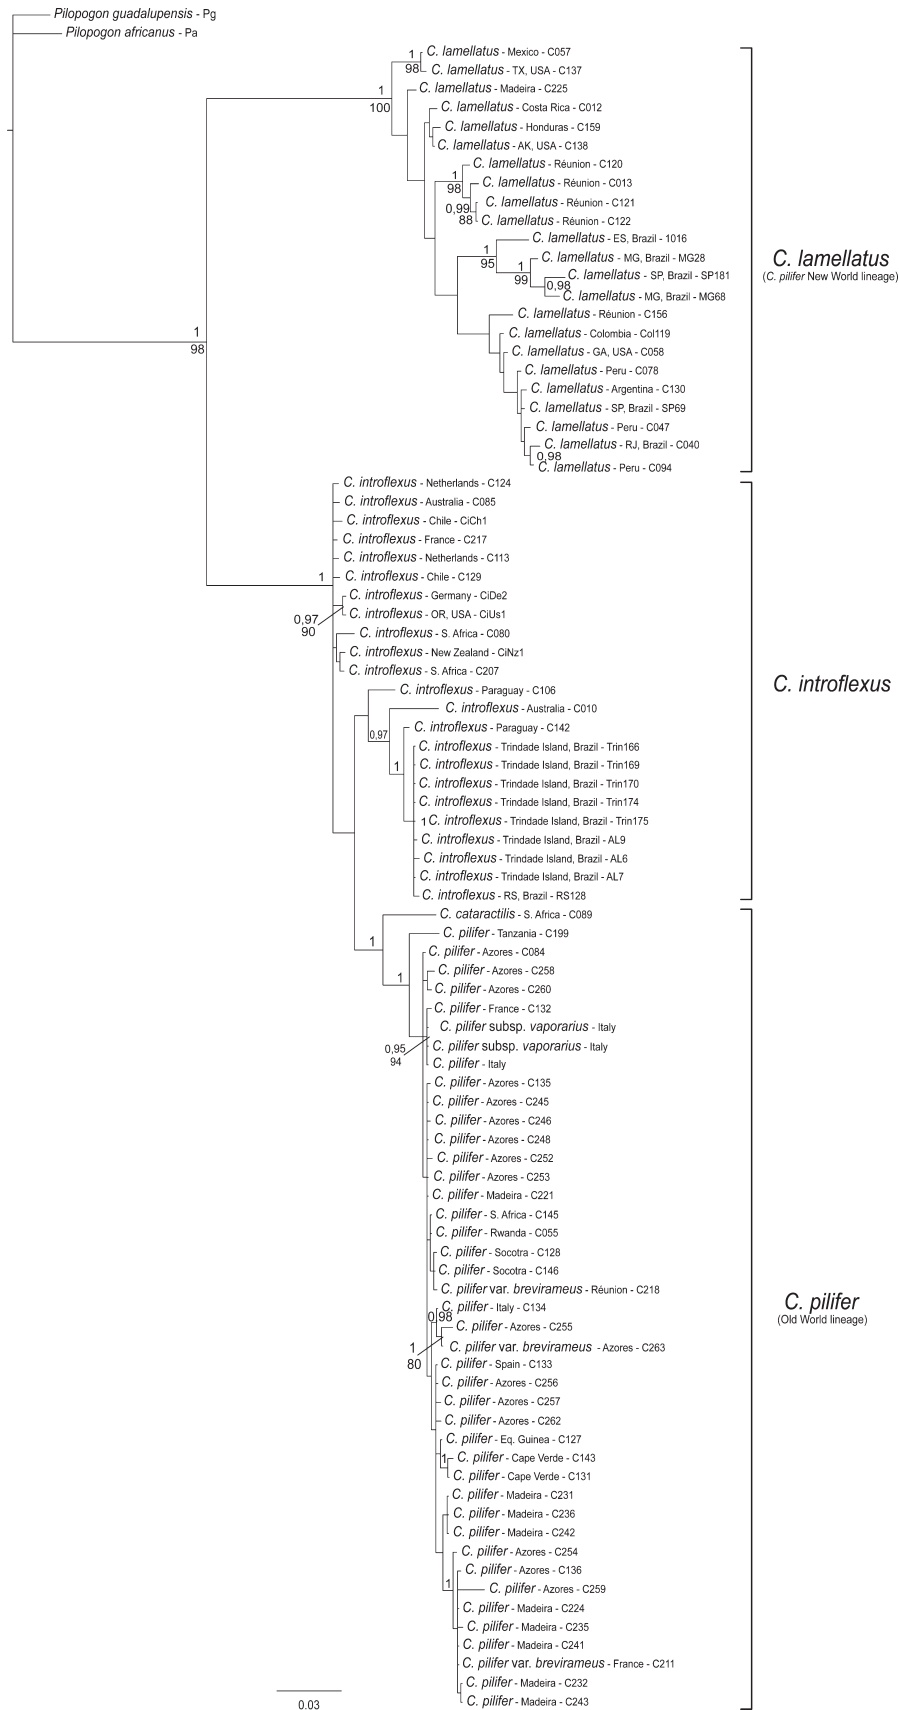 Pilopogon guadalupensis - Pg
Pilopogon africanus - Pa
C. lamellatus - Mexico - C057
1
98
C. lamellatus - TX, USA - C137
C. lamellatus - Madeira - C225
1
100
C. lamellatus - Costa Rica - C012
C. lamellatus - Honduras - C159
C. lamellatus - AK, USA - C138
C. lamellatus - Réunion - C120
1
98
C. lamellatus - Réunion - C013
C. lamellatus - Réunion - C121
0,99
88
C. lamellatus - Réunion - C122
C. lamellatus - ES, Brazil - 1016
1
95
C. lamellatus - MG, Brazil - MG28
1
99
C. lamellatus - SP, Brazil - SP181
0,98
C. lamellatus - MG, Brazil - MG68
C. lamellatus
(C. pilifer New World lineage)
C. lamellatus - Réunion - C156
C. lamellatus - Colombia - Col119
1
98
C. lamellatus - GA, USA - C058
C. lamellatus - Peru - C078
C. lamellatus - Argentina - C130
C. lamellatus - SP, Brazil - SP69
C. lamellatus - Peru - C047
C. lamellatus - RJ, Brazil - C040
0,98
C. lamellatus - Peru - C094
C. introflexus - Netherlands - C124
C. introflexus - Australia - C085
C. introflexus - Chile - CiCh1
C. introflexus - France - C217
C. introflexus - Netherlands - C113
1
C. introflexus - Chile - C129
C. introflexus - Germany - CiDe2
C. introflexus - OR, USA - CiUs1
0,97
90
C. introflexus - S. Africa - C080
C. introflexus - New Zealand - CiNz1
C. introflexus - S. Africa - C207
C. introflexus
C. introflexus - Paraguay - C106
C. introflexus - Australia - C010
C. introflexus - Paraguay - C142
0,97
C. introflexus - Trindade Island, Brazil - Trin166
C. introflexus - Trindade Island, Brazil - Trin169
1
C. introflexus - Trindade Island, Brazil - Trin170
C. introflexus - Trindade Island, Brazil - Trin174
1 C. introflexus - Trindade Island, Brazil - Trin175
C. introflexus - Trindade Island, Brazil - AL9
C. introflexus - Trindade Island, Brazil - AL6
C. introflexus - Trindade Island, Brazil - AL7
C. introflexus - RS, Brazil - RS128
C. cataractilis - S. Africa - C089
C. pilifer - Tanzania - C199
1
C. pilifer - Azores - C084
C. pilifer - Azores - C258
1
C. pilifer - Azores - C260
C. pilifer - France - C132
C. pilifer subsp. vaporarius - Italy
C. pilifer subsp. vaporarius - Italy
0,95
94
C. pilifer - Italy
C. pilifer - Azores - C135
C. pilifer - Azores - C245
C. pilifer - Azores - C246
C. pilifer - Azores - C248
C. pilifer - Azores - C252
C. pilifer - Azores - C253
C. pilifer - Madeira - C221
C. pilifer - S. Africa - C145
C. pilifer - Rwanda - C055
C. pilifer - Socotra - C128
C. pilifer - Socotra - C146
C. pilifer var. brevirameus - Réunion - C218
C. pilifer
(Old World lineage)
C. pilifer - Italy - C134
0,98
C. pilifer - Azores - C255
C. pilifer var. brevirameus - Azores - C263
1
80
C. pilifer - Spain - C133
C. pilifer - Azores - C256
C. pilifer - Azores - C257
C. pilifer - Azores - C262
C. pilifer - Eq. Guinea - C127
1
C. pilifer - Cape Verde - C143
C. pilifer - Cape Verde - C131
C. pilifer - Madeira - C231
C. pilifer - Madeira - C236
C. pilifer - Madeira - C242
C. pilifer - Azores - C254
C. pilifer - Azores - C136
1
C. pilifer - Azores - C259
C. pilifer - Madeira - C224
C. pilifer - Madeira - C235
C. pilifer - Madeira - C241
C. pilifer var. brevirameus - France - C211
C. pilifer - Madeira - C232
C. pilifer - Madeira - C243
0.03